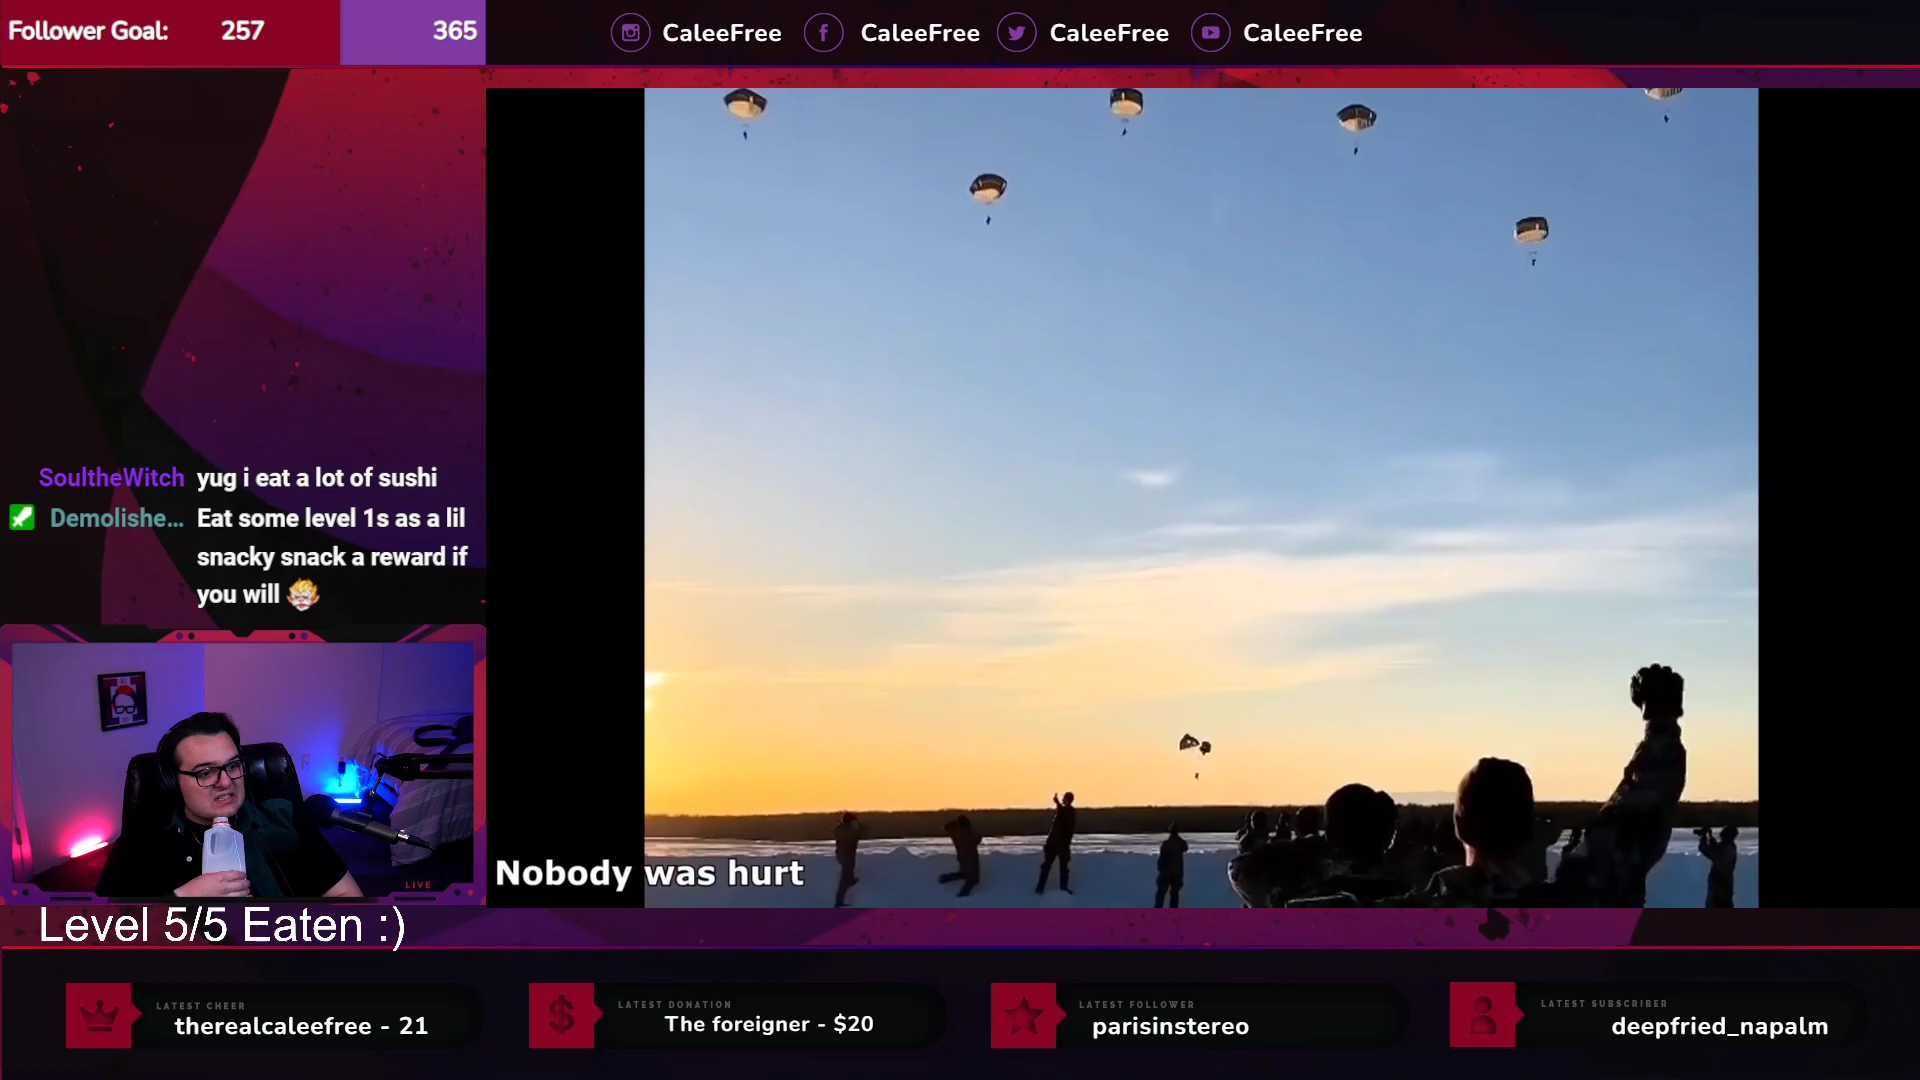 Follower Goal: 257 365
CaleeFree CaleeFree CaleeFree CaleeFree
SoultheWitch yug i eat a lot of sushi
Demolishe... Eat some level 1s as a lil
snacky snack a reward if
you will
LIVE
Nobody was hurt
Level 5/5 Eaten :)
LATEST CHEER
therealcaleefree - 21
LATEST DONATION
The foreigner - $20
LATEST FOLLOWER
parisinstereo
LATEST SUBSCRIBER
deepfried_napalm